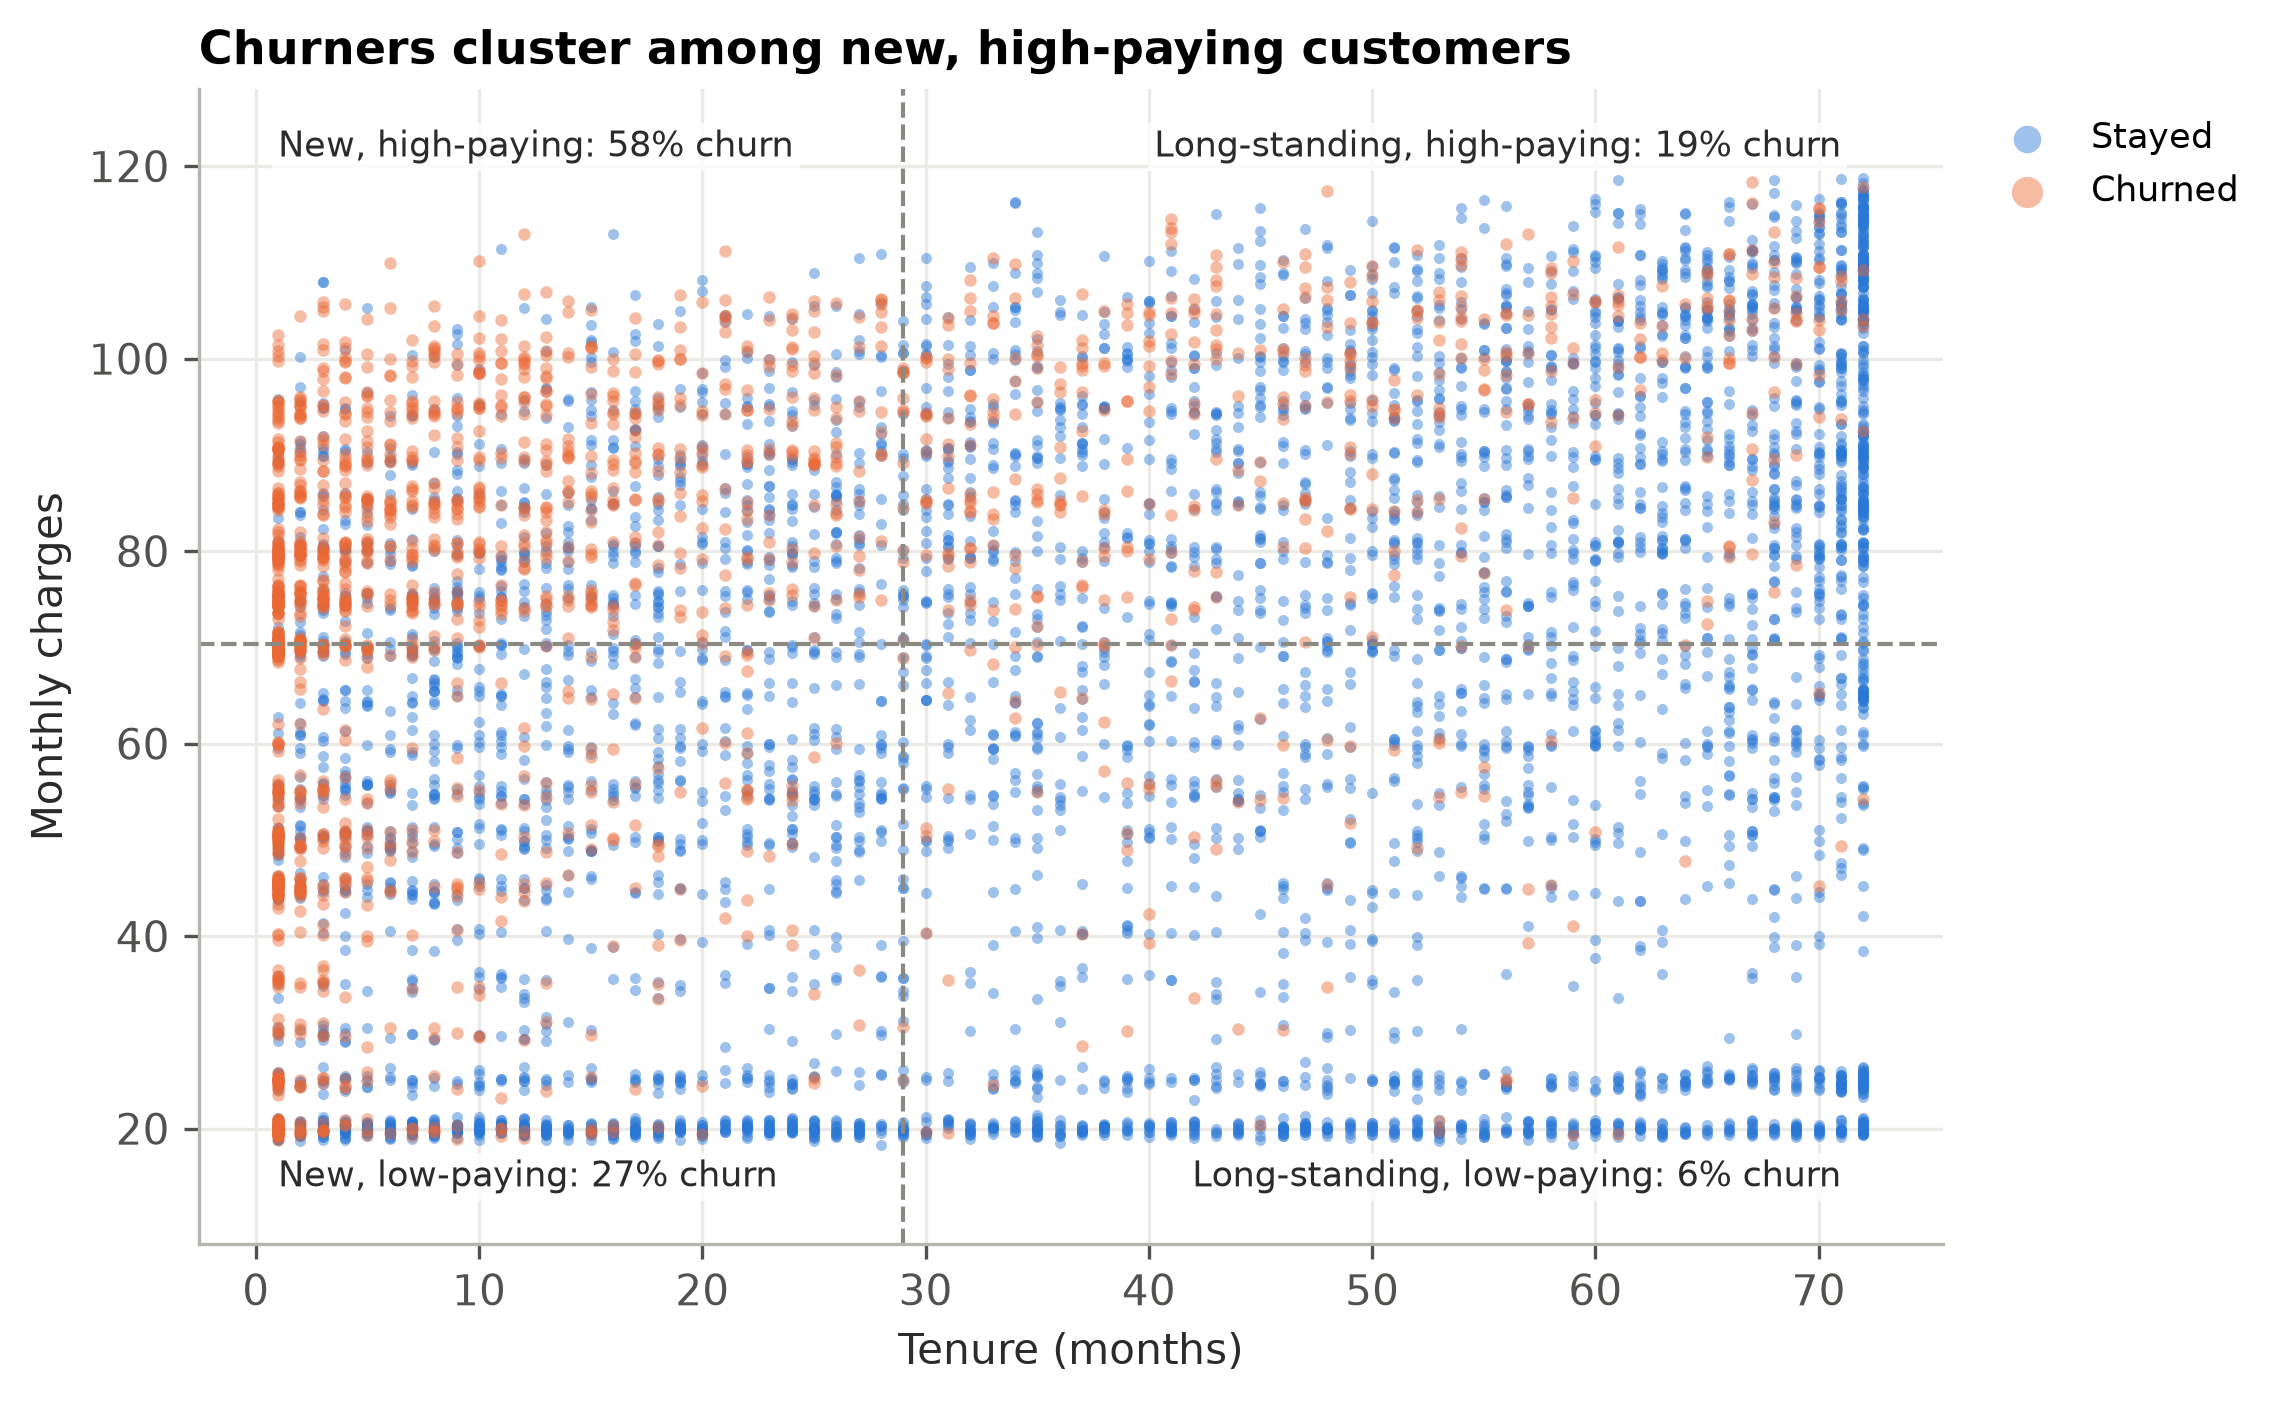 Churners cluster among new, high-paying customers
New, high-paying: 58% churn
Long-standing, high-paying: 19% churn
Stayed
Churned
120
100
80
60
40
20
Monthly charges
New, low-paying: 27% churn
Long-standing, low-paying: 6% churn
0 10 20 30 40 50 60 70
Tenure (months)